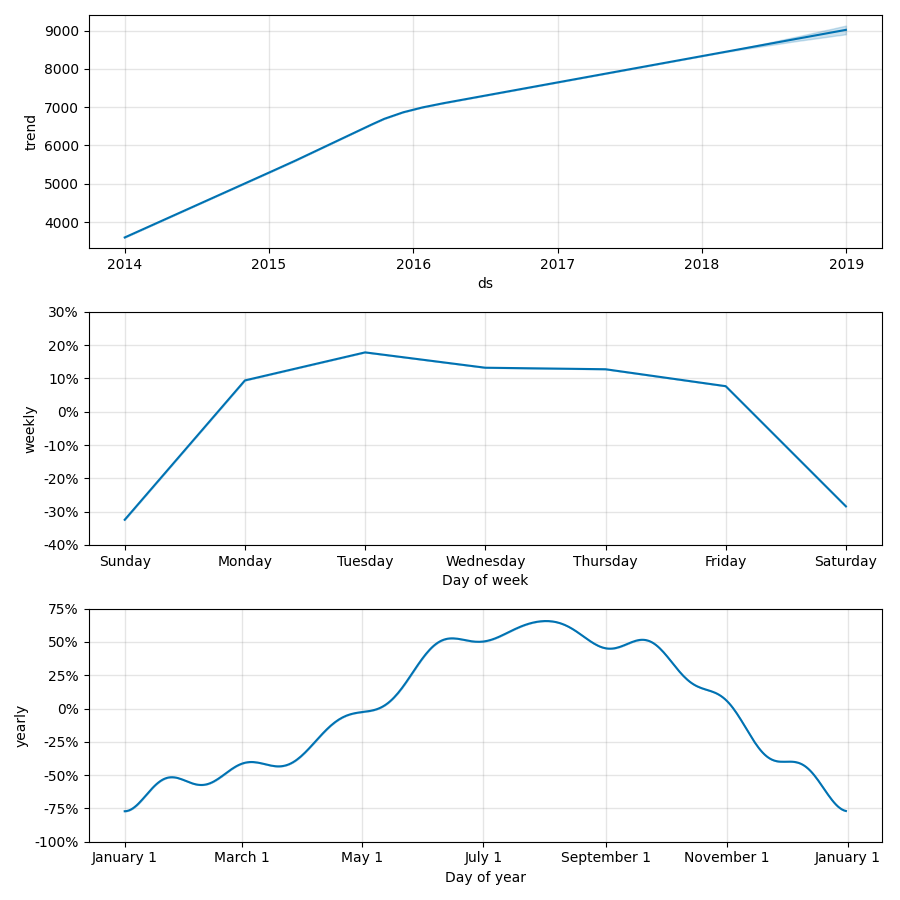 9000
8000
7000
6000
5000
4000
trend
2014 2015 2016 2017 2018 2019
ds
30%
20%
10%
0%
-10%
-20%
-30%
-40%
weekly
Sunday Monday Tuesday Wednesday Thursday Friday Saturday
Day of week
75%
50%
25%
0%
-25%
-50%
-75%
-100%
yearly
January 1 March 1 May 1 July 1 September 1 November 1 January 1
Day of year